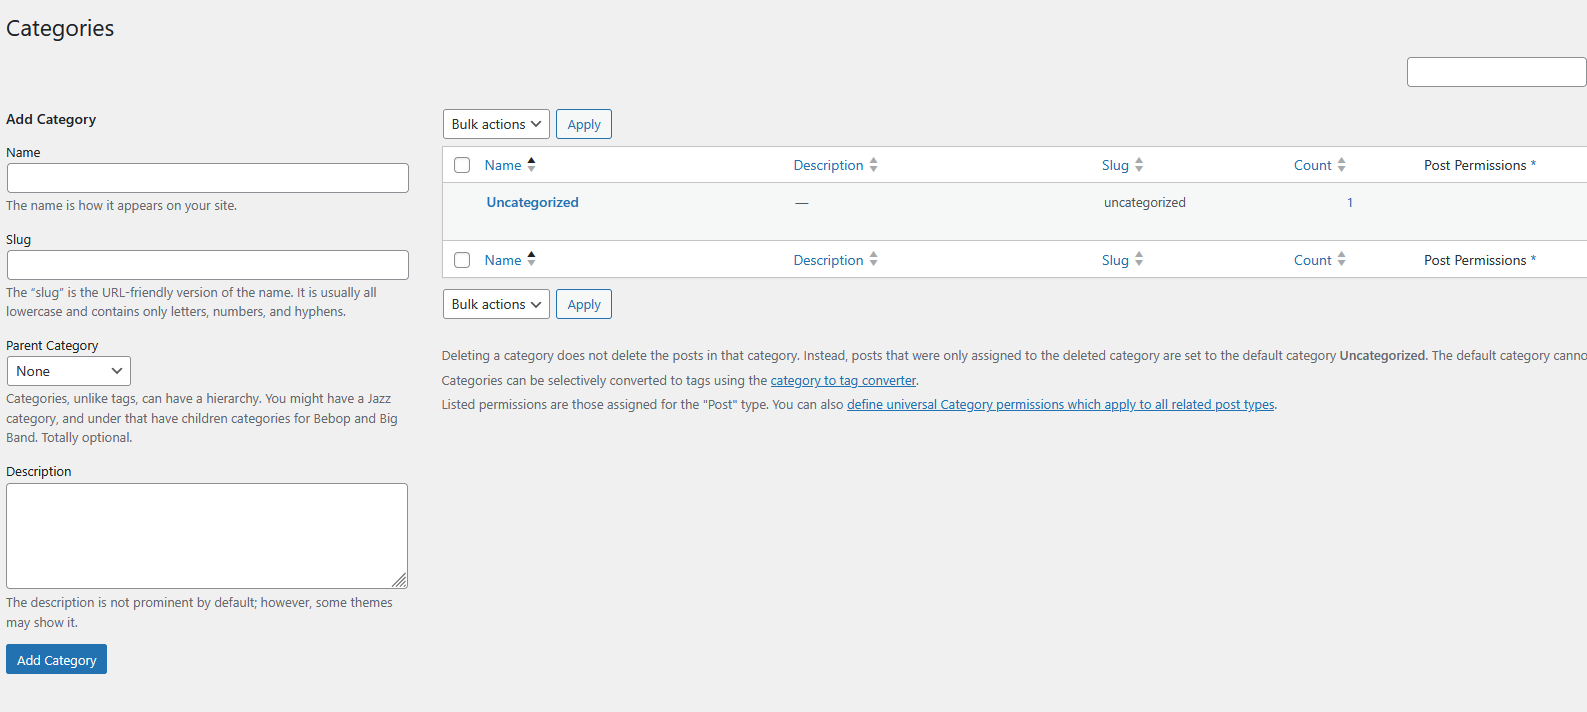 Categories
Add Category
Name
The name is how it appears on your site.
Slug
The “slug” is the URL-friendly version of the name. It is usually all
lowercase and contains only letters, numbers, and hyphens.
Parent Category
None
Categories, unlike tags, can have a hierarchy. You might have a Jazz
category, and under that have children categories for Bebop and Big
Band. Totally optional.
Description
The description is not prominent by default; however, some themes
may show it.
Add Category
Bulk actions Apply
Name Description Slug Count Post Permissions *
Uncategorized — uncategorized 1
Name Description Slug Count Post Permissions *
Bulk actions Apply
Deleting a category does not delete the posts in that category. Instead, posts that were only assigned to the deleted category are set to the default category Uncategorized. The default category canno
Categories can be selectively converted to tags using the category to tag converter.
Listed permissions are those assigned for the "Post" type. You can also define universal Category permissions which apply to all related post types.